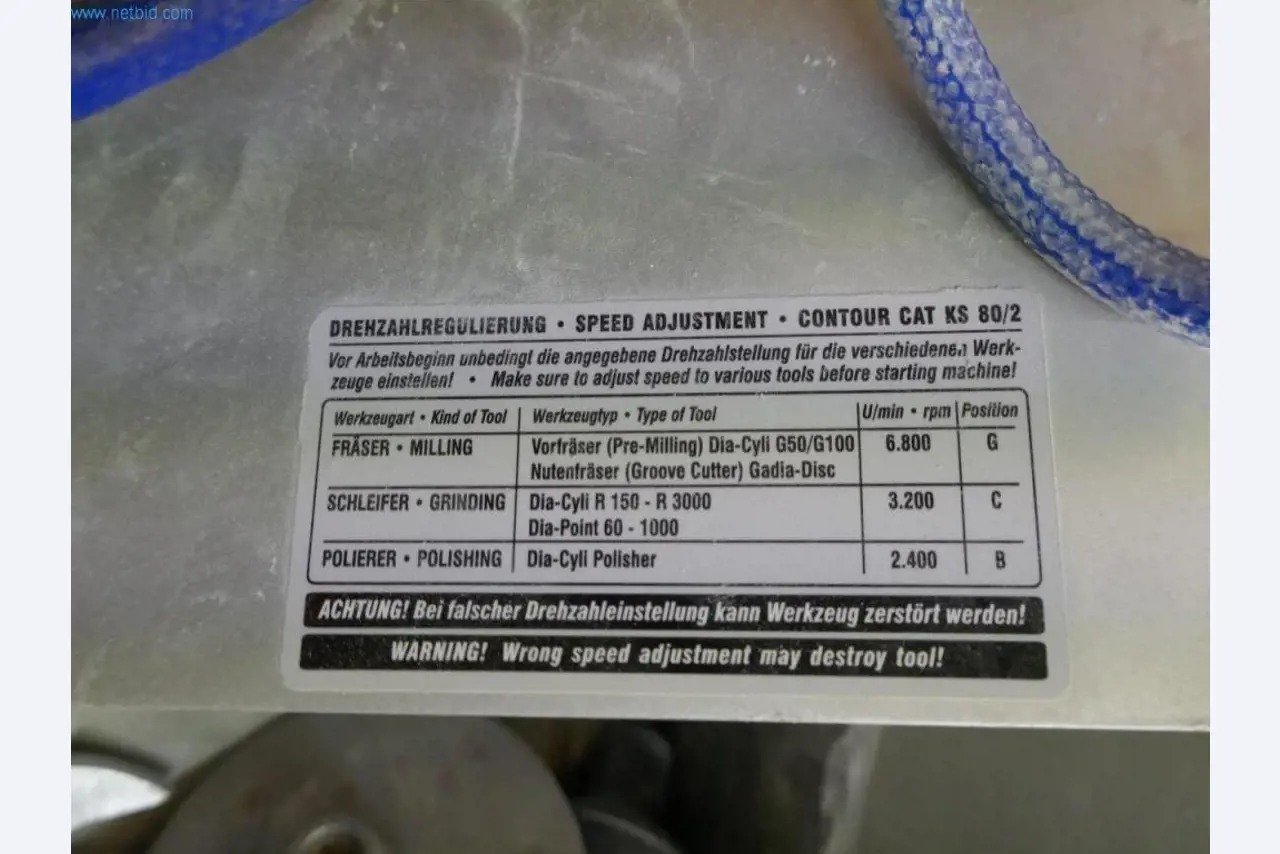 www.netbid.com
DREHZAHLREGULIERUNG • SPEED ADJUSTMENT • CONTOUR CAT KS 80/2
Vor Arbeitsbeginn unbedingt die angegebene Drehzahlstellung für die verschiedenen Werk-
zeuge einstellen! • Make sure to adjust speed to various tools before starting machine!
Werkzeugart • Kind of Tool Werkzeugtyp • Type of Tool U/min • rpm Position
FRÄSER • MILLING Vorfräser (Pre-Milling) Dia-Cyli G50/G100 6.800 G
Nutenfräser (Groove Cutter) Gadia-Disc
SCHLEIFER • GRINDING Dia-Cyli R 150 - R 3000 3.200 C
Dia-Point 60 - 1000
POLIERER • POLISHING Dia-Cyli Polisher 2.400 B
ACHTUNG! Bei falscher Drehzahleinstellung kann Werkzeug zerstört werden!
WARNING! Wrong speed adjustment may destroy tool!